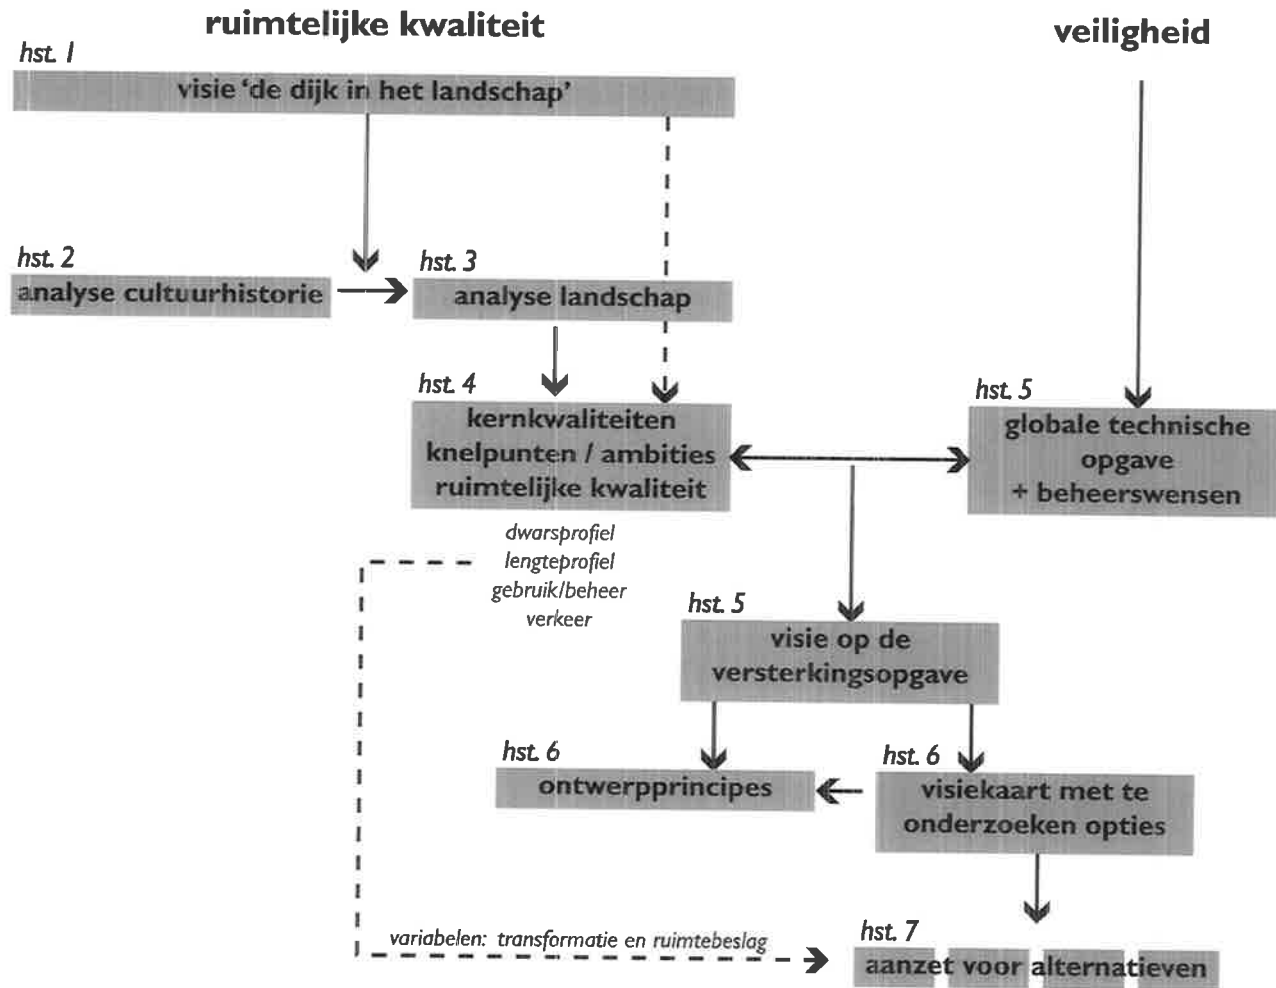 ruimtelijke kwaliteit
veiligheid
hst. 1
visie ‘de dijk in het landschap’
hst. 2
analyse cultuurhistorie
hst. 3
analyse landschap
hst. 4
kernkwaliteiten
knelpunten / ambities
ruimtelijke kwaliteit
hst. 5
globale technische
opgave
+ beheerswensen
dwarsprofiel
lengteprofiel
gebruik/beheer
verkeer
hst. 5
visie op de
versterkingsopgave
hst. 6
ontwerpprincipes
hst. 6
visiekaart met te
onderzoeken opties
variabelen: transformatie en ruimtebeslag
hst. 7
aanzet voor alternatieven